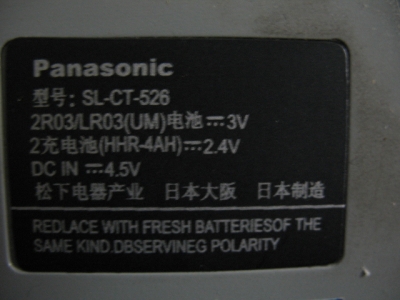 Panasonic
型号: SL-CT-526
2R03/LR03(UM)电池⎓3V
2充电池(HHR-4AH)⎓2.4V
DC IN ⎓4.5V
松下电器产业 日本大阪 日本制造
REDLACE WITH FRESH BATTERIESOF THE
SAME KIND.DBSERVINEG POLARITY